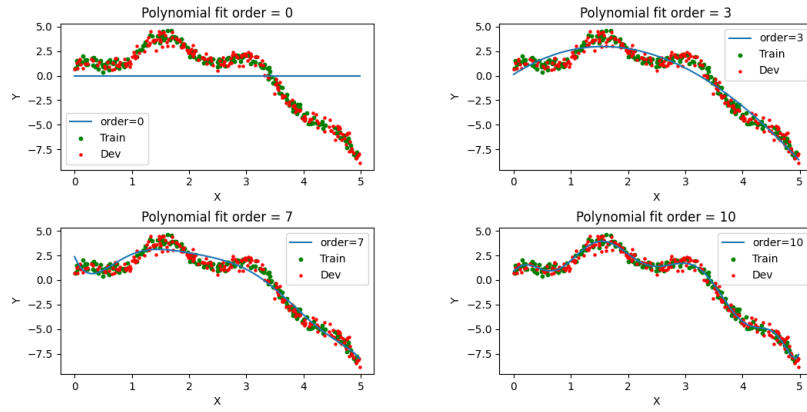 Polynomial fit order = 0
5.0
2.5
0.0
−2.5
−5.0
−7.5
Y
order=0
Train
Dev
0 1 2 3 4 5
X
Polynomial fit order = 3
5.0
2.5
0.0
−2.5
−5.0
−7.5
Y
order=3
Train
Dev
0 1 2 3 4 5
X
Polynomial fit order = 7
5.0
2.5
0.0
−2.5
−5.0
−7.5
Y
order=7
Train
Dev
0 1 2 3 4 5
X
Polynomial fit order = 10
5.0
2.5
0.0
−2.5
−5.0
−7.5
Y
order=10
Train
Dev
0 1 2 3 4 5
X